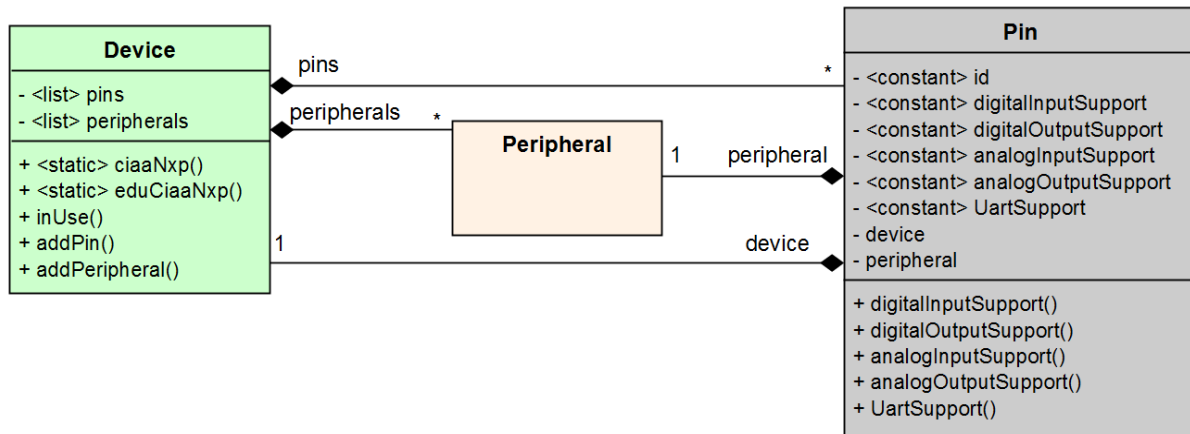 Device
- <list> pins
- <list> peripherals
+ <static> ciaaNxp()
+ <static> eduCiaaNxp()
+ inUse()
+ addPin()
+ addPeripheral()
pins
*
peripherals
*
Peripheral
1
peripheral
1
device
Pin
- <constant> id
- <constant> digitalInputSupport
- <constant> digitalOutputSupport
- <constant> analogInputSupport
- <constant> analogOutputSupport
- <constant> UartSupport
- device
- peripheral
+ digitalInputSupport()
+ digitalOutputSupport()
+ analogInputSupport()
+ analogOutputSupport()
+ UartSupport()